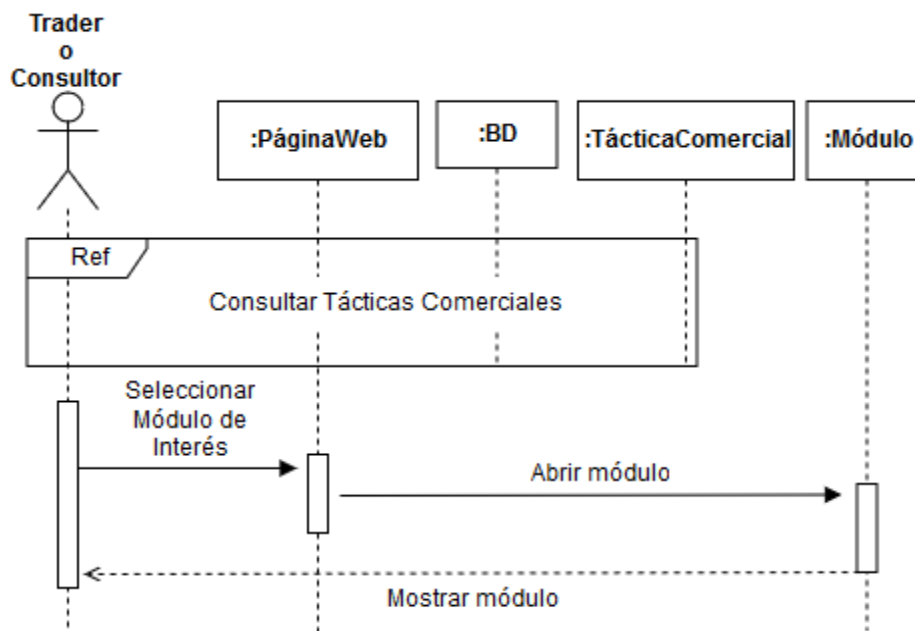 Trader
o
Consultor
:PáginaWeb
:BD
:TácticaComercial
:Módulo
Ref
Consultar Tácticas Comerciales
Seleccionar
Módulo de
Interés
Abrir módulo
Mostrar módulo